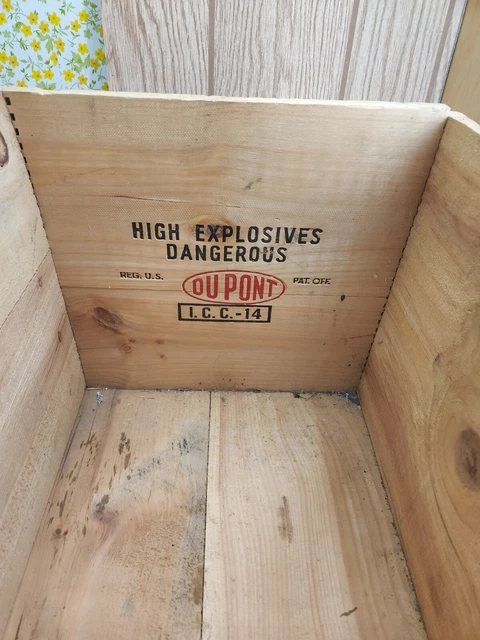 HIGH EXPLOSIVES
DANGEROUS
REG. U.S. DU PONT PAT. OFF.
I.C.C.-14